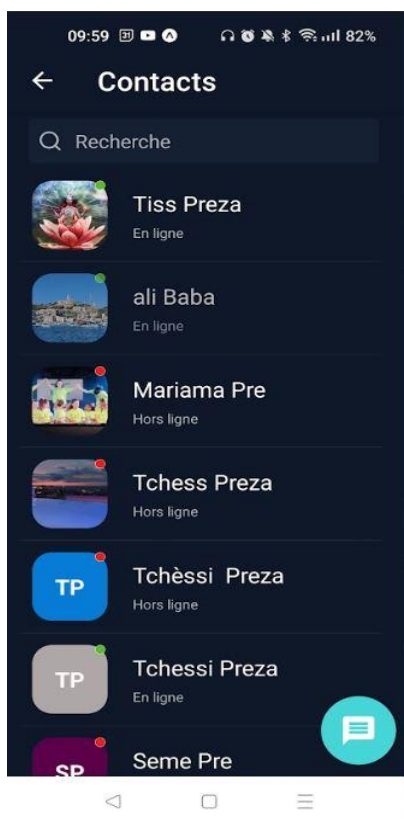 09:59 31 82%
Contacts
Recherche
Tiss Preza
En ligne
ali Baba
En ligne
Mariama Pre
Hors ligne
Tchess Preza
Hors ligne
TP
Tchèssi  Preza
Hors ligne
TP
Tchessi Preza
En ligne
SP
Seme Pre